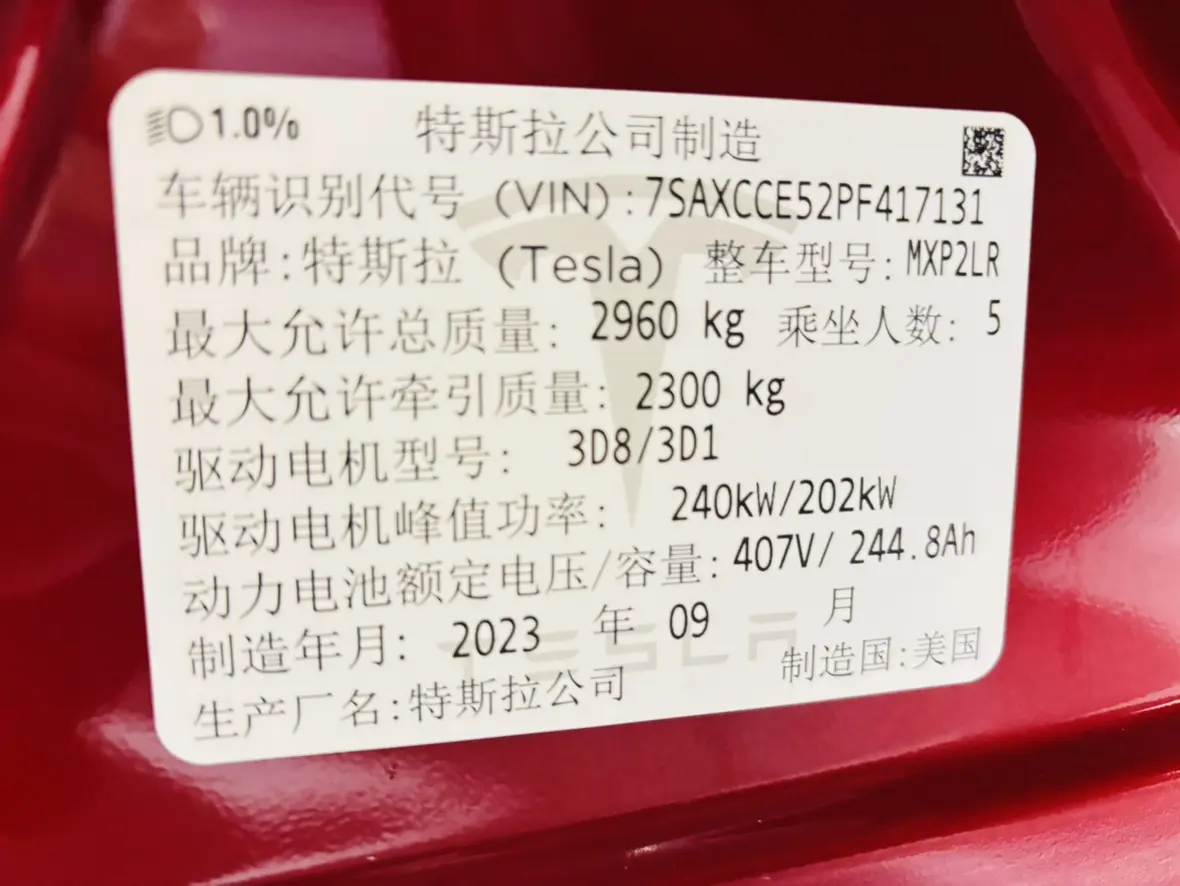 1.0% 特斯拉公司制造
车辆识别代号 (VIN):7SAXCCE52PF417131
品牌:特斯拉 (Tesla) 整车型号:MXP2LR
最大允许总质量: 2960 kg 乘坐人数: 5
最大允许牵引质量: 2300 kg
驱动电机型号: 3D8/3D1
驱动电机峰值功率: 240kW/202kW
动力电池额定电压/容量:407V/ 244.8Ah
制造年月: 2023 年 09 月
TESLA
生产厂名:特斯拉公司 制造国:美国